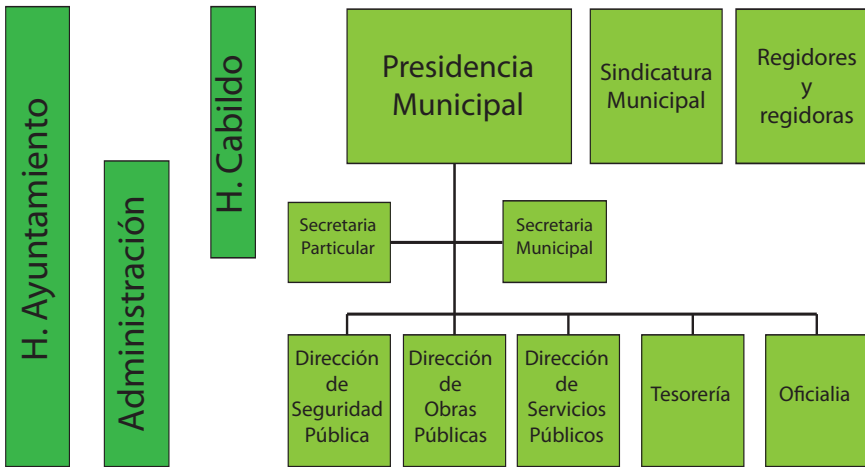 H. Ayuntamiento
Administración
H. Cabildo
Presidencia
Municipal
Sindicatura
Municipal
Regidores
y
regidoras
Secretaria
Particular
Secretaria
Municipal
Dirección
de
Seguridad
Pública
Dirección
de
Obras
Públicas
Dirección
de
Servicios
Públicos
Tesorería
Oficialia